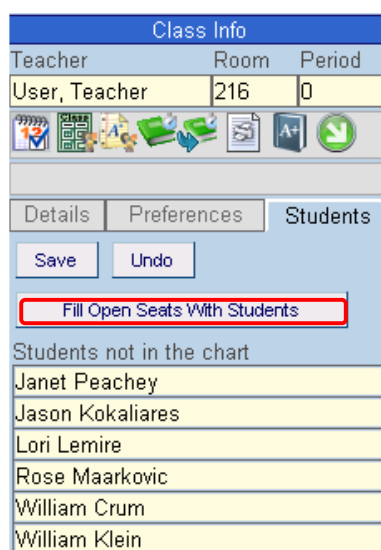 Class Info
Teacher Room Period
User, Teacher 216 0
Details Preferences Students
Save Undo
Fill Open Seats With Students
Students not in the chart
Janet Peachey
Jason Kokaliares
Lori Lemire
Rose Maarkovic
William Crum
William Klein